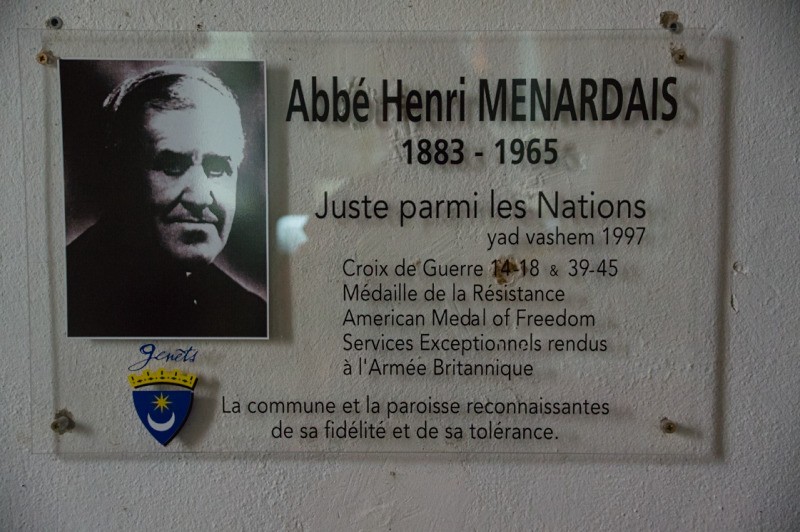 Abbé Henri MENARDAIS
1883 - 1965
Juste parmi les Nations
yad vashem 1997
Croix de Guerre 14-18 & 39-45
Médaille de la Résistance
American Medal of Freedom
Services Exceptionnels rendus
à l'Armée Britannique
genêts
La commune et la paroisse reconnaissantes
de sa fidélité et de sa tolérance.